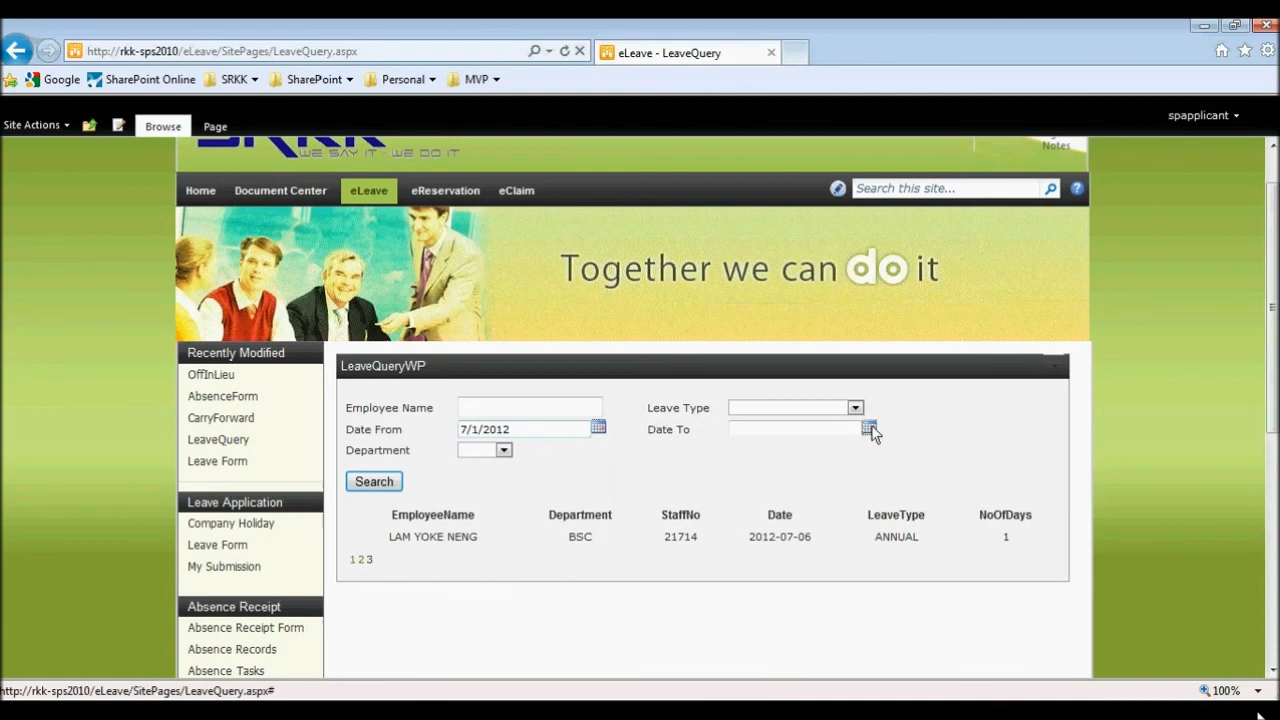 http://rkk-sps2010/eLeave/SitePages/LeaveQuery.aspx
eLeave - LeaveQuery
Google SharePoint Online SRKK SharePoint Personal MVP
Site Actions Browse Page spapplicant
SRKK
WE SAY IT - WE DO IT
Notes
Home Document Center eLeave eReservation eClaim Search this site...
Together we can do it
Recently Modified
OffInLieu
AbsenceForm
CarryForward
LeaveQuery
Leave Form
Leave Application
Company Holiday
Leave Form
My Submission
Absence Receipt
Absence Receipt Form
Absence Records
Absence Tasks
LeaveQueryWP
Employee Name Leave Type
Date From 7/1/2012 Date To
Department
Search
EmployeeName Department StaffNo Date LeaveType NoOfDays
LAM YOKE NENG BSC 21714 2012-07-06 ANNUAL 1
1 2 3
http://rkk-sps2010/eLeave/SitePages/LeaveQuery.aspx# 100%